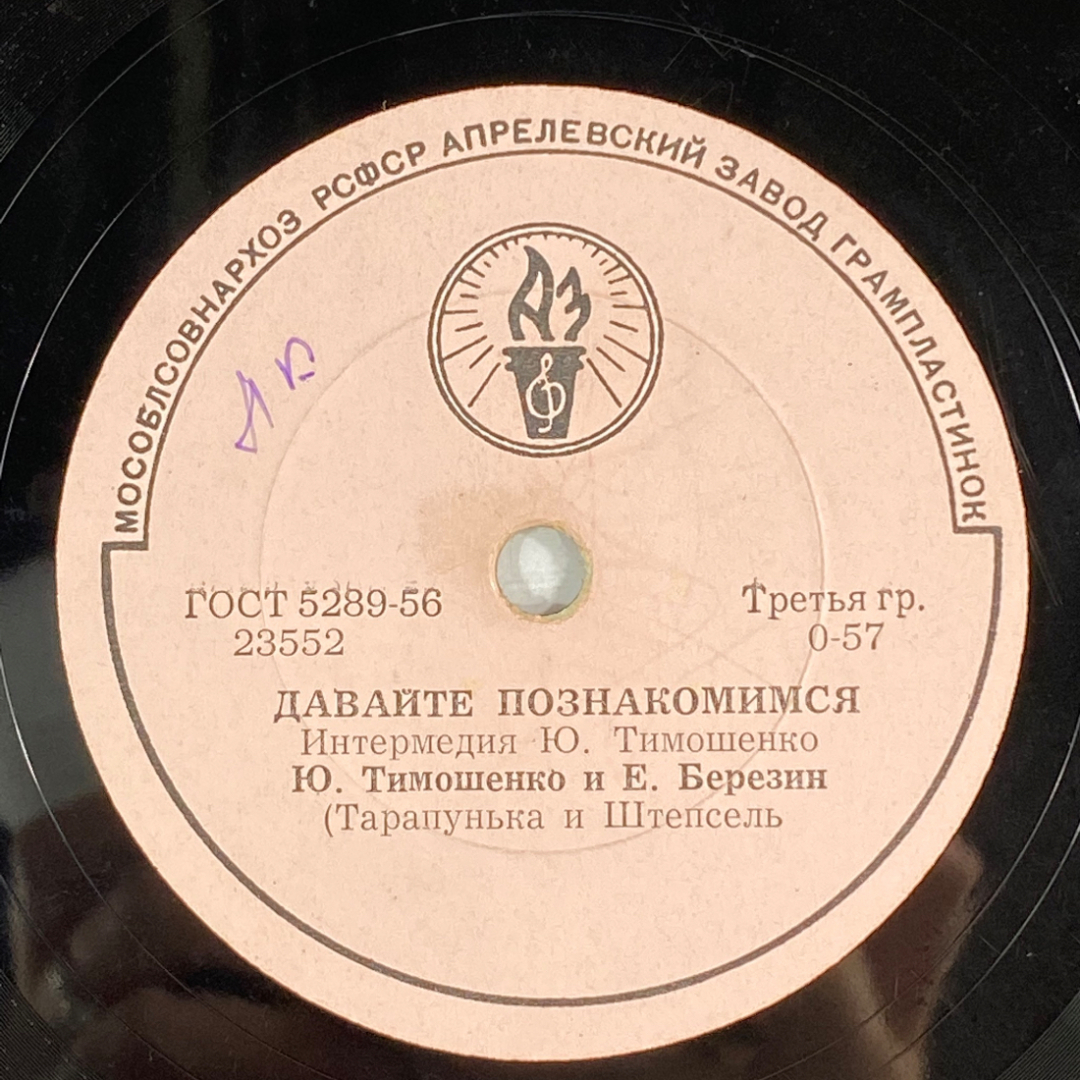 МОСОБЛСОВНАРХОЗ РСФСР АПРЕЛЕВСКИЙ ЗАВОД ГРАМПЛАСТИНОК
АЗ
ГОСТ 5289-56
23552
Третья гр.
0-57
ДАВАЙТЕ ПОЗНАКОМИМСЯ
Интермедия Ю. Тимошенко
Ю. Тимошенко и Е. Березин
(Тарапунька и Штепсель